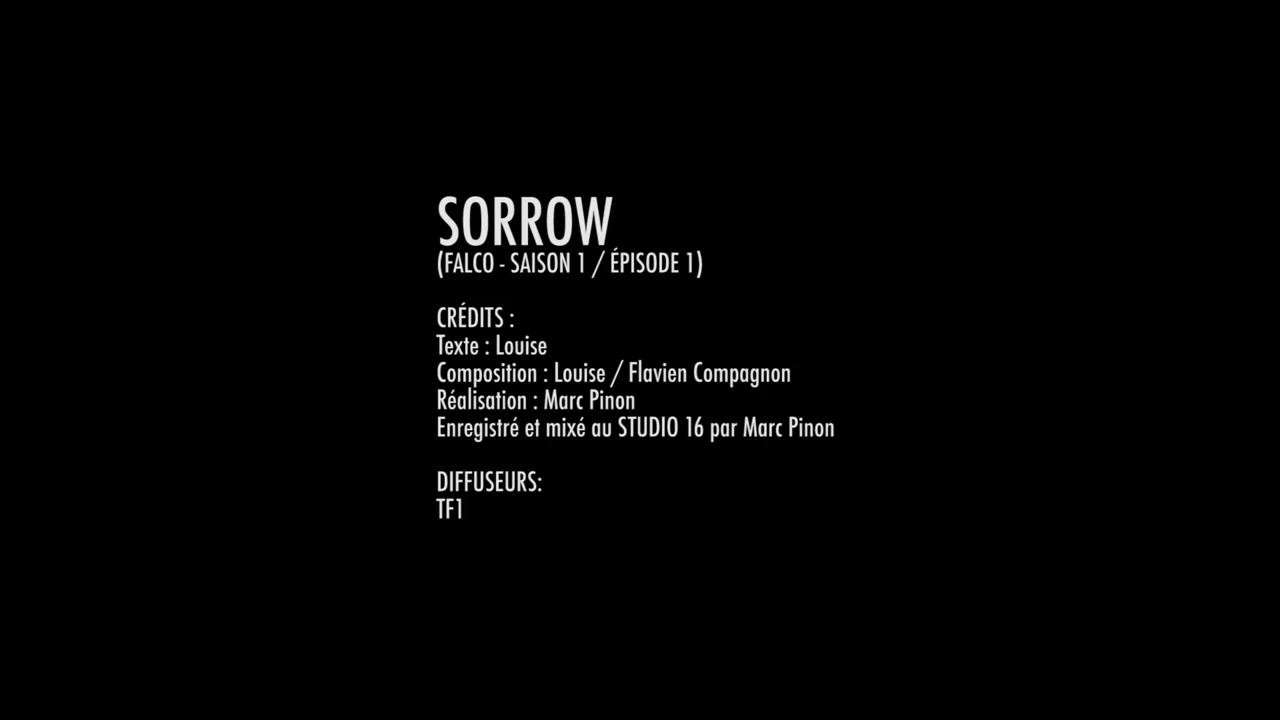 SORROW
(FALCO - SAISON 1 / ÉPISODE 1)
CRÉDITS :
Texte : Louise
Composition : Louise / Flavien Compagnon
Réalisation : Marc Pinon
Enregistré et mixé au STUDIO 16 par Marc Pinon
DIFFUSEURS:
TF1